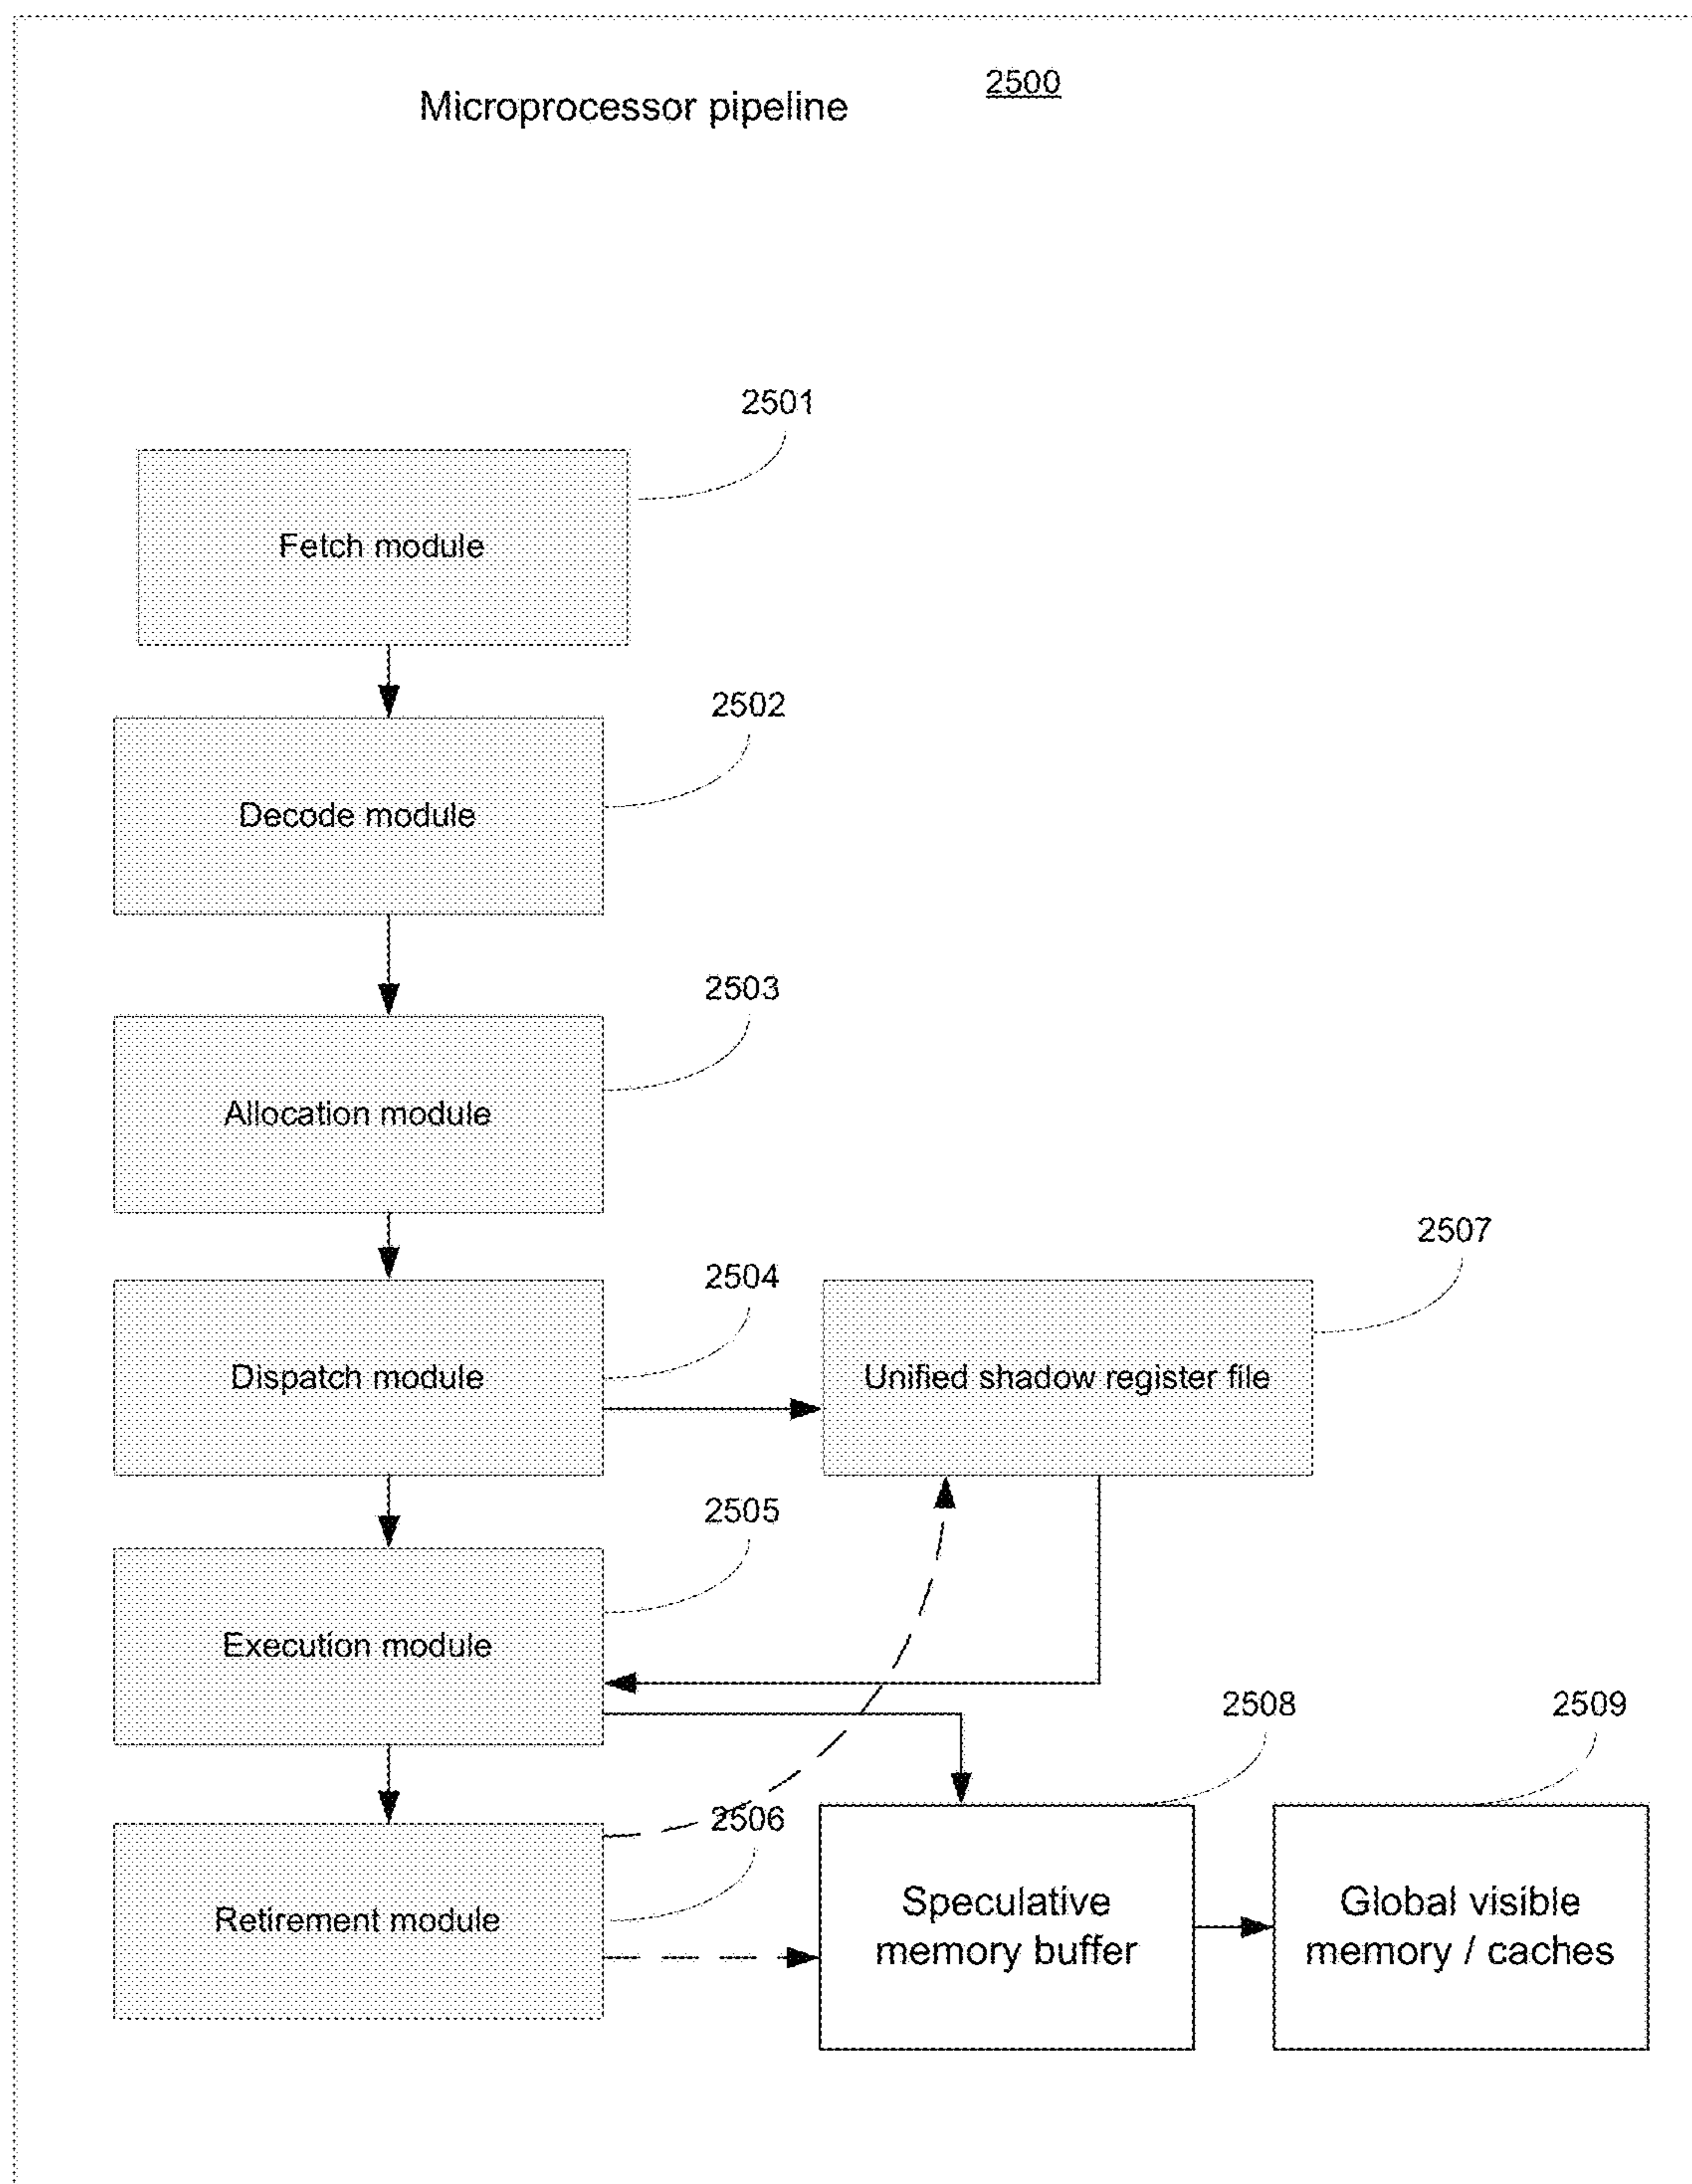 Microprocessor pipeline
2500
2501
Fetch module
2502
Decode module
2503
Allocation module
2504
Dispatch module
2507
Unified shadow register file
2505
Execution module
2508
2509
2506
Retirement module
Speculative
memory buffer
Global visible
memory / caches